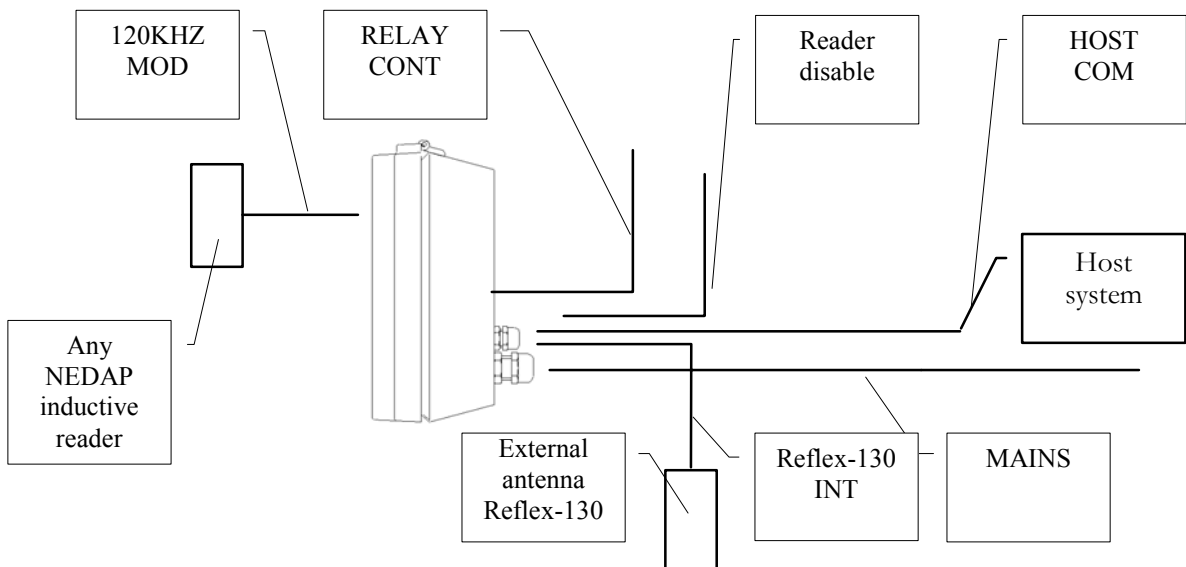 120KHZ
MOD
RELAY
CONT
Reader
disable
HOST
COM
Host
system
Any
NEDAP
inductive
reader
External
antenna
Reflex-130
Reflex-130
INT
MAINS